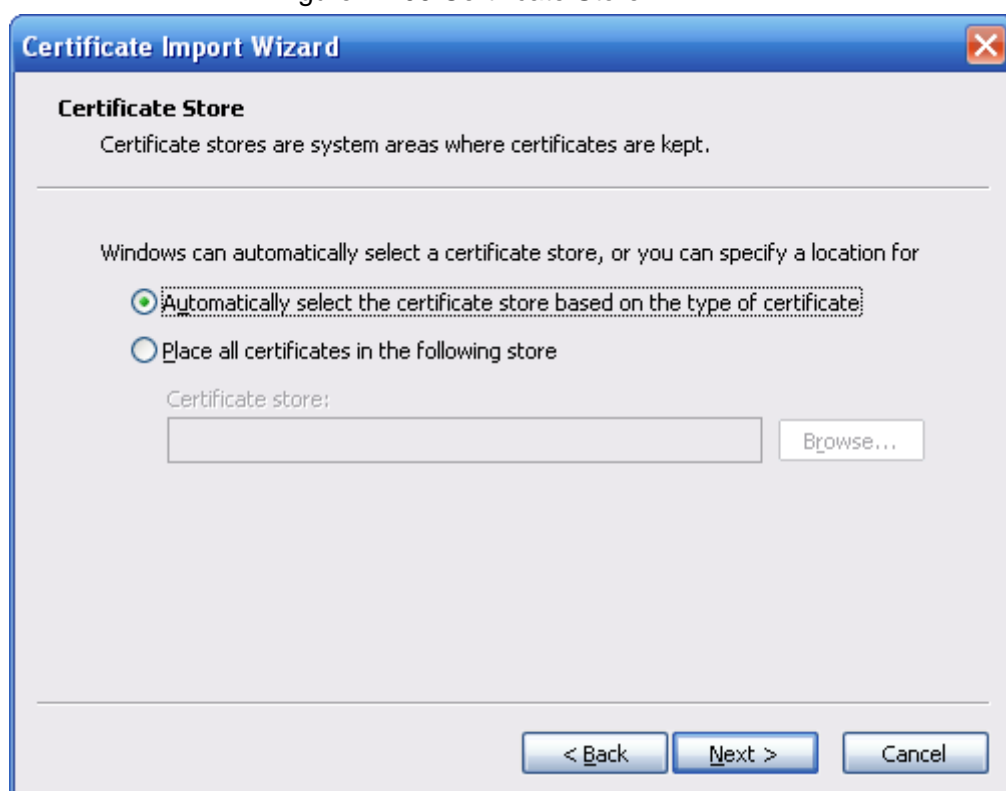 Certificate Store
Certificate Import Wizard
Certificate Store
Certificate stores are system areas where certificates are kept.
Windows can automatically select a certificate store, or you can specify a location for
Automatically select the certificate store based on the type of certificate
Place all certificates in the following store
Certificate store:
Browse...
< Back
Next >
Cancel